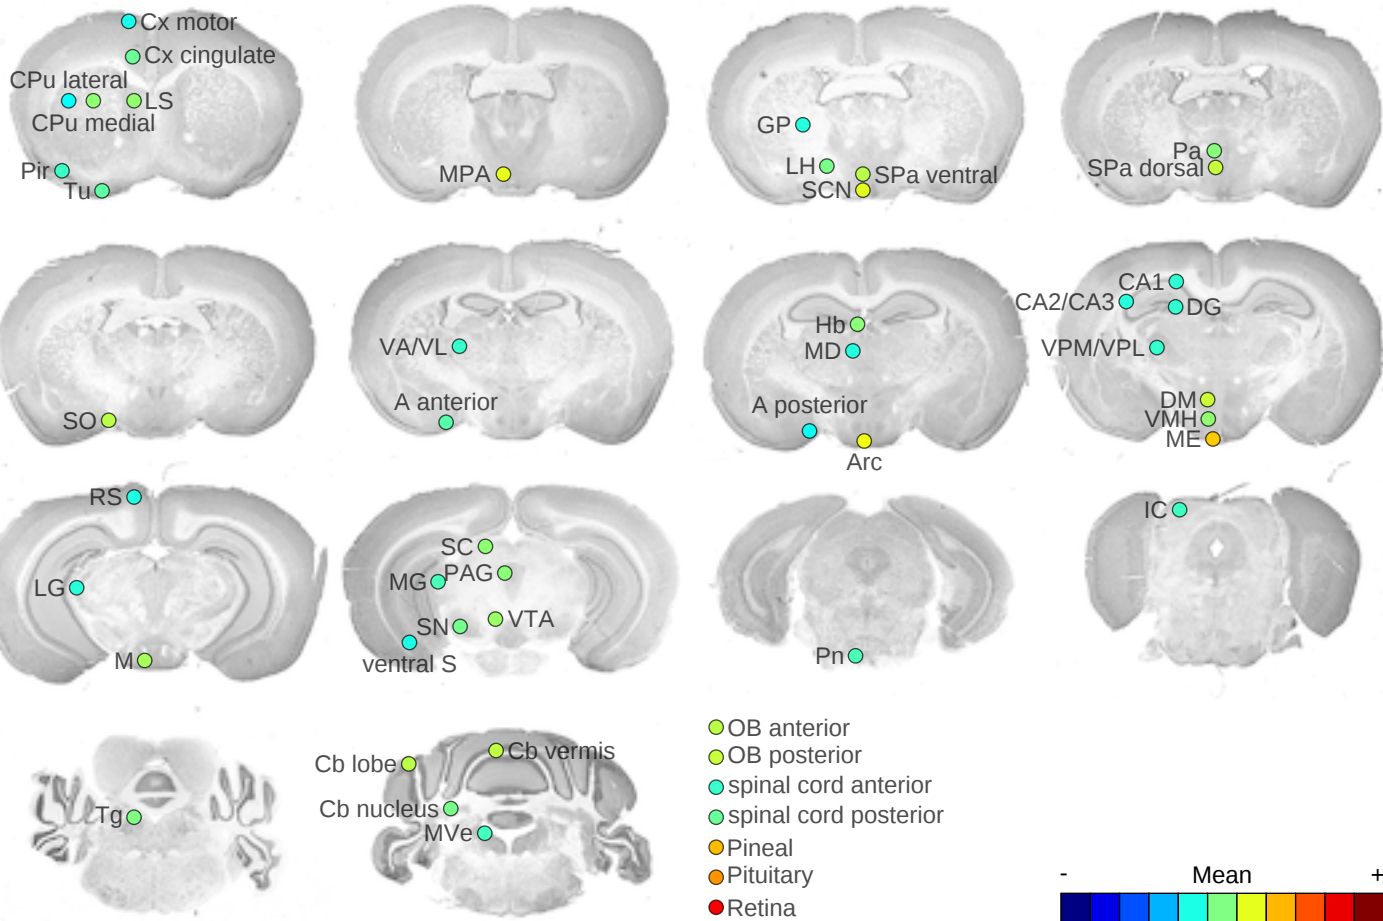 Cx motor
Cx cingulate
CPu lateral
LS
CPu medial
Pir
Tu
MPA
GP
LH
SPa ventral
SCN
Pa
SPa dorsal
SO
VA/VL
A anterior
Hb
MD
A posterior
Arc
CA1
CA2/CA3
DG
VPM/VPL
DM
VMH
ME
RS
LG
M
SC
MG
PAG
SN
VTA
ventral S
Pn
IC
Tg
Cb lobe
Cb vermis
Cb nucleus
MVe
OB anterior
OB posterior
spinal cord anterior
spinal cord posterior
Pineal
Pituitary
Retina
- Mean +